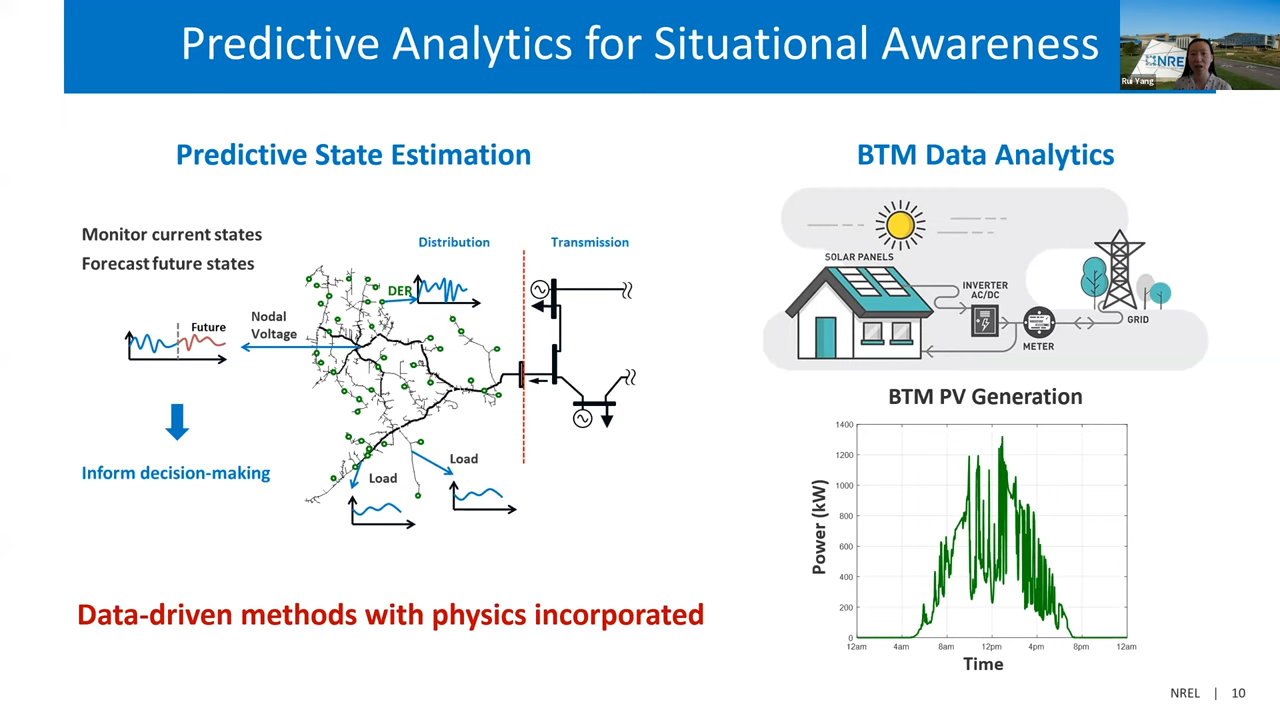 Predictive Analytics for Situational Awareness
NRE
Rui Yang
Predictive State Estimation
Monitor current states
Forecast future states
Distribution
Transmission
DER
Nodal
Voltage
Future
Inform decision-making
Load
Load
Data-driven methods with physics incorporated
BTM Data Analytics
SOLAR PANELS
INVERTER
AC/DC
METER
GRID
BTM PV Generation
Power (kW)
1400
1200
1000
800
600
400
200
0
12am 4am 8am 12pm 4pm 8pm 12am
Time
NREL | 10